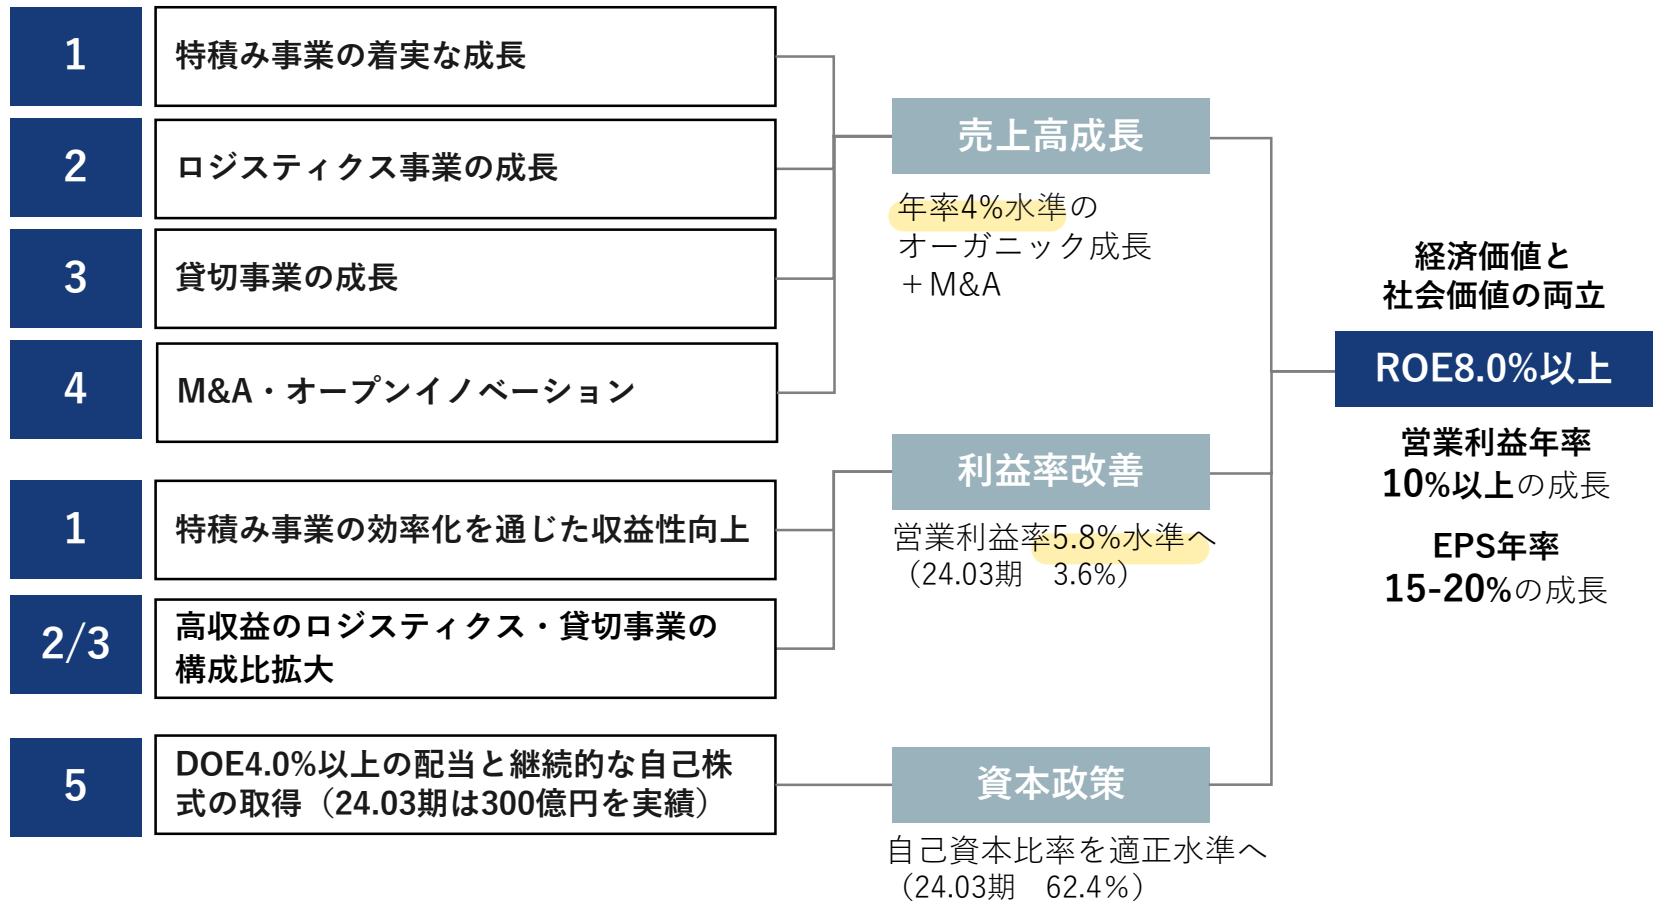 1
特積み事業の着実な成長
2
ロジスティクス事業の成長
3
貸切事業の成長
4
M&A・オープンイノベーション
売上高成長
年率4%水準の
オーガニック成長
＋M&A
1
特積み事業の効率化を通じた収益性向上
2/3
高収益のロジスティクス・貸切事業の
構成比拡大
利益率改善
営業利益率5.8%水準へ
（24.03期　3.6%）
5
DOE4.0%以上の配当と継続的な自己株
式の取得（24.03期は300億円を実績）
資本政策
自己資本比率を適正水準へ
（24.03期　62.4%）
経済価値と
社会価値の両立
ROE8.0%以上
営業利益年率
10%以上の成長
EPS年率
15-20%の成長